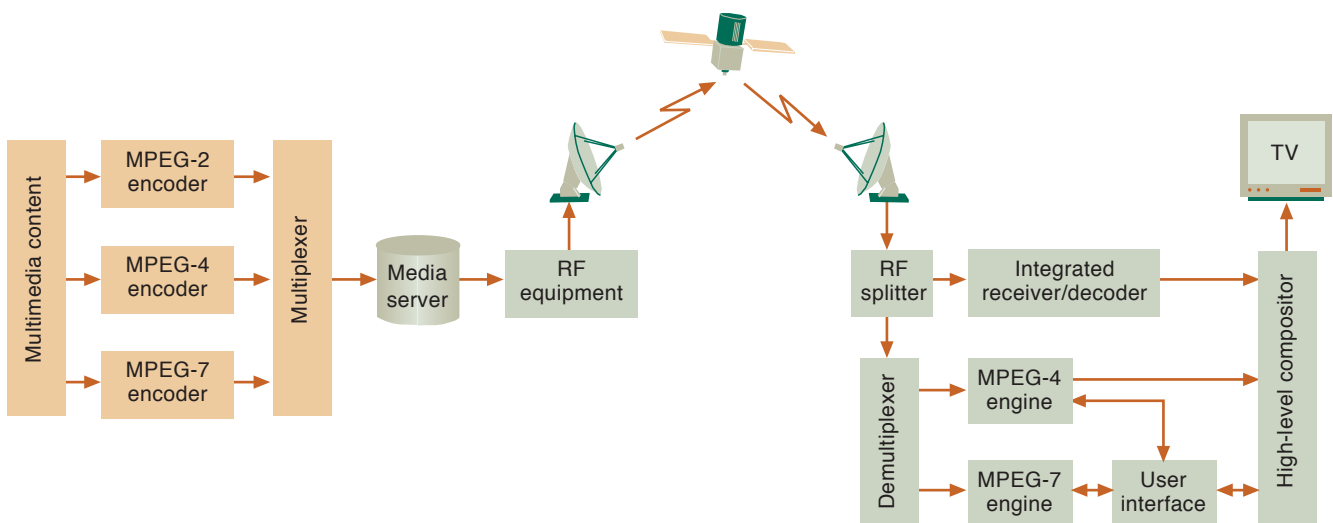 Multimedia content
MPEG-2
encoder
MPEG-4
encoder
MPEG-7
encoder
Multiplexer
Media
server
RF
equipment
RF
splitter
Integrated
receiver/decoder
Demultiplexer
MPEG-4
engine
MPEG-7
engine
User
interface
High-level compositor
TV